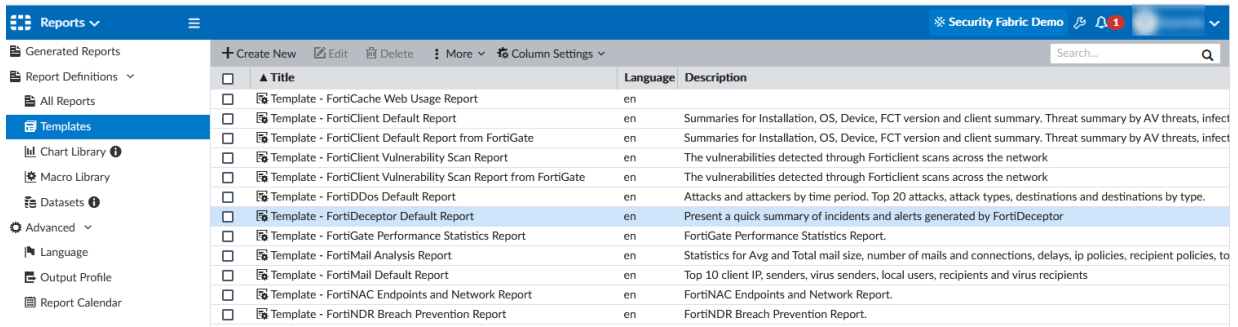 Reports Security Fabric Demo 1
Generated Reports
Report Definitions
All Reports
Templates
Chart Library
Macro Library
Datasets
Advanced
Language
Output Profile
Report Calendar
Create New Edit Delete More Column Settings Search...
Title Language Description
Template - FortiCache Web Usage Report en
Template - FortiClient Default Report en Summaries for Installation, OS, Device, FCT version and client summary. Threat summary by AV threats, infect
Template - FortiClient Default Report from FortiGate en Summaries for Installation, OS, Device, FCT version and client summary. Threat summary by AV threats, infect
Template - FortiClient Vulnerability Scan Report en The vulnerabilities detected through Forticlient scans across the network
Template - FortiClient Vulnerability Scan Report from FortiGate en The vulnerabilities detected through Forticlient scans across the network
Template - FortiDDos Default Report en Attacks and attackers by time period. Top 20 attacks, attack types, destinations and destinations by type.
Template - FortiDeceptor Default Report en Present a quick summary of incidents and alerts generated by FortiDeceptor
Template - FortiGate Performance Statistics Report en FortiGate Performance Statistics Report.
Template - FortiMail Analysis Report en Statistics for Avg and Total mail size, number of mails and connections, delays, ip policies, recipient policies, to
Template - FortiMail Default Report en Top 10 client IP, senders, virus senders, local users, recipients and virus recipients
Template - FortiNAC Endpoints and Network Report en FortiNAC Endpoints and Network Report.
Template - FortiNDR Breach Prevention Report en FortiNDR Breach Prevention Report.